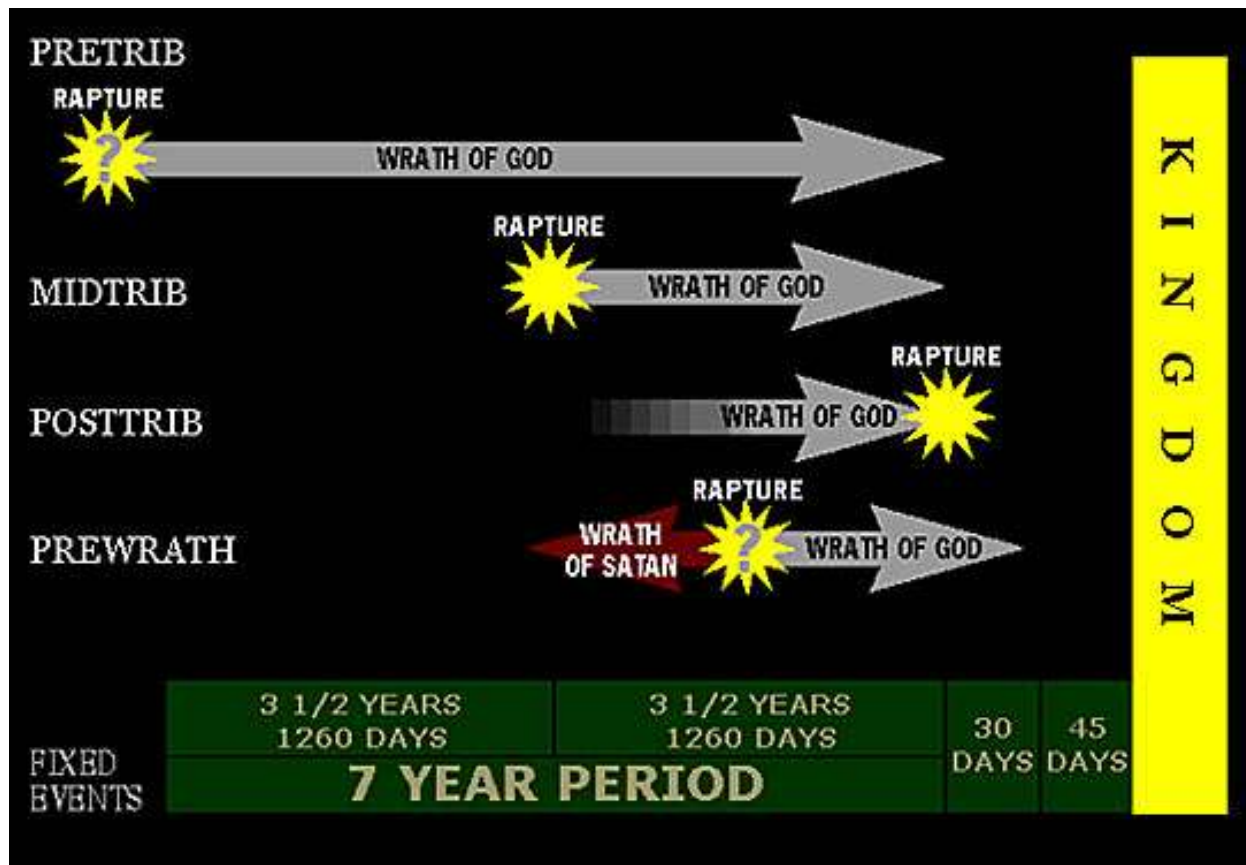 PRETRIB
RAPTURE
?
WRATH OF GOD
RAPTURE
MIDTRIB
WRATH OF GOD
RAPTURE
POSTTRIB
WRATH OF GOD
RAPTURE
PREWRATH
WRATH
OF SATAN
?
WRATH OF GOD
KINGDOM
FIXED
EVENTS
3 1/2 YEARS
1260 DAYS
3 1/2 YEARS
1260 DAYS
7 YEAR PERIOD
30
DAYS
45
DAYS